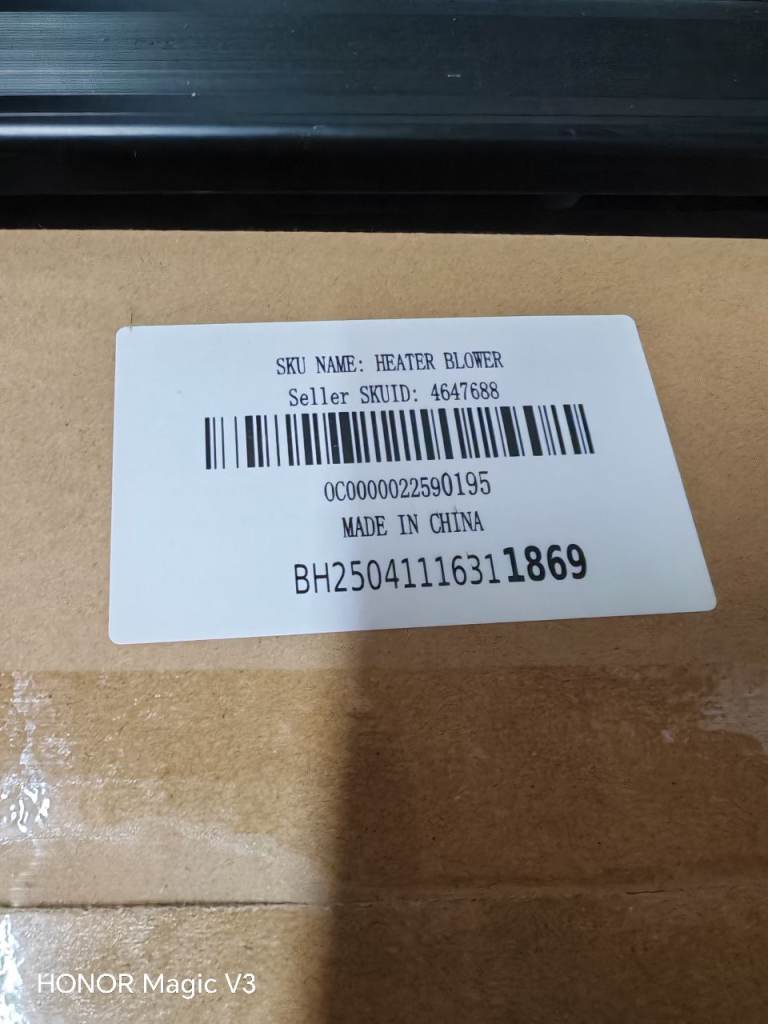 SKU NAME: HEATER BLOWER
Seller SKUID: 4647688
OC0000022590195
MADE IN CHINA
BH25041116311869
HONOR Magic V3